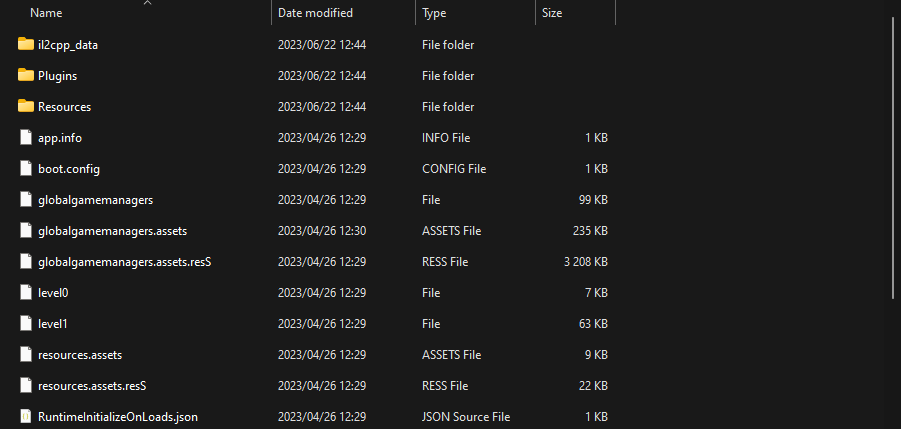 Name Date modified Type Size
il2cpp_data 2023/06/22 12:44 File folder
Plugins 2023/06/22 12:44 File folder
Resources 2023/06/22 12:44 File folder
app.info 2023/04/26 12:29 INFO File 1 KB
boot.config 2023/04/26 12:29 CONFIG File 1 KB
globalgamemanagers 2023/04/26 12:29 File 99 KB
globalgamemanagers.assets 2023/04/26 12:30 ASSETS File 235 KB
globalgamemanagers.assets.resS 2023/04/26 12:29 RESS File 3 208 KB
level0 2023/04/26 12:29 File 7 KB
level1 2023/04/26 12:29 File 63 KB
resources.assets 2023/04/26 12:29 ASSETS File 9 KB
resources.assets.resS 2023/04/26 12:29 RESS File 22 KB
RuntimeInitializeOnLoads.json 2023/04/26 12:29 JSON Source File 1 KB